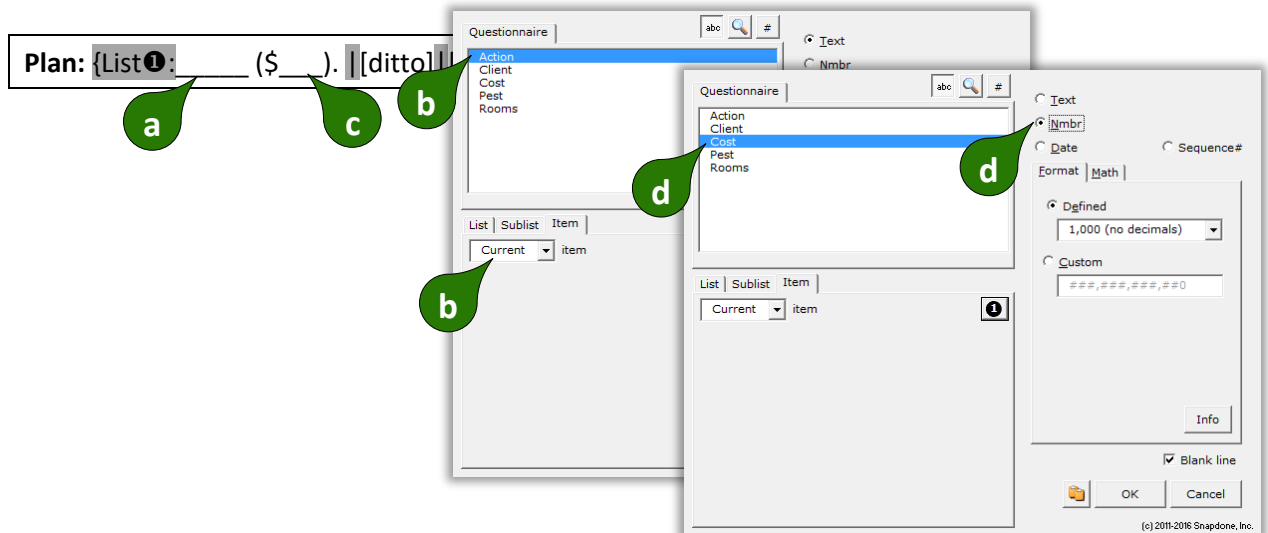 Plan: {List❶:______ ($___). |[ditto]|[
a
c
Questionnaire
abc
#
Text
Nmbr
Action
Client
Cost
Pest
Rooms
b
List
Sublist
Item
Current
item
b
Questionnaire
abc
#
Action
Client
Cost
Pest
Rooms
d
List
Sublist
Item
Current
item
❶
Text
Nmbr
Date
Sequence#
d
Format
Math
Defined
1,000 (no decimals)
Custom
###,###,###,##0
Info
Blank line
OK
Cancel
(c) 2011-2016 Snapdone, Inc.